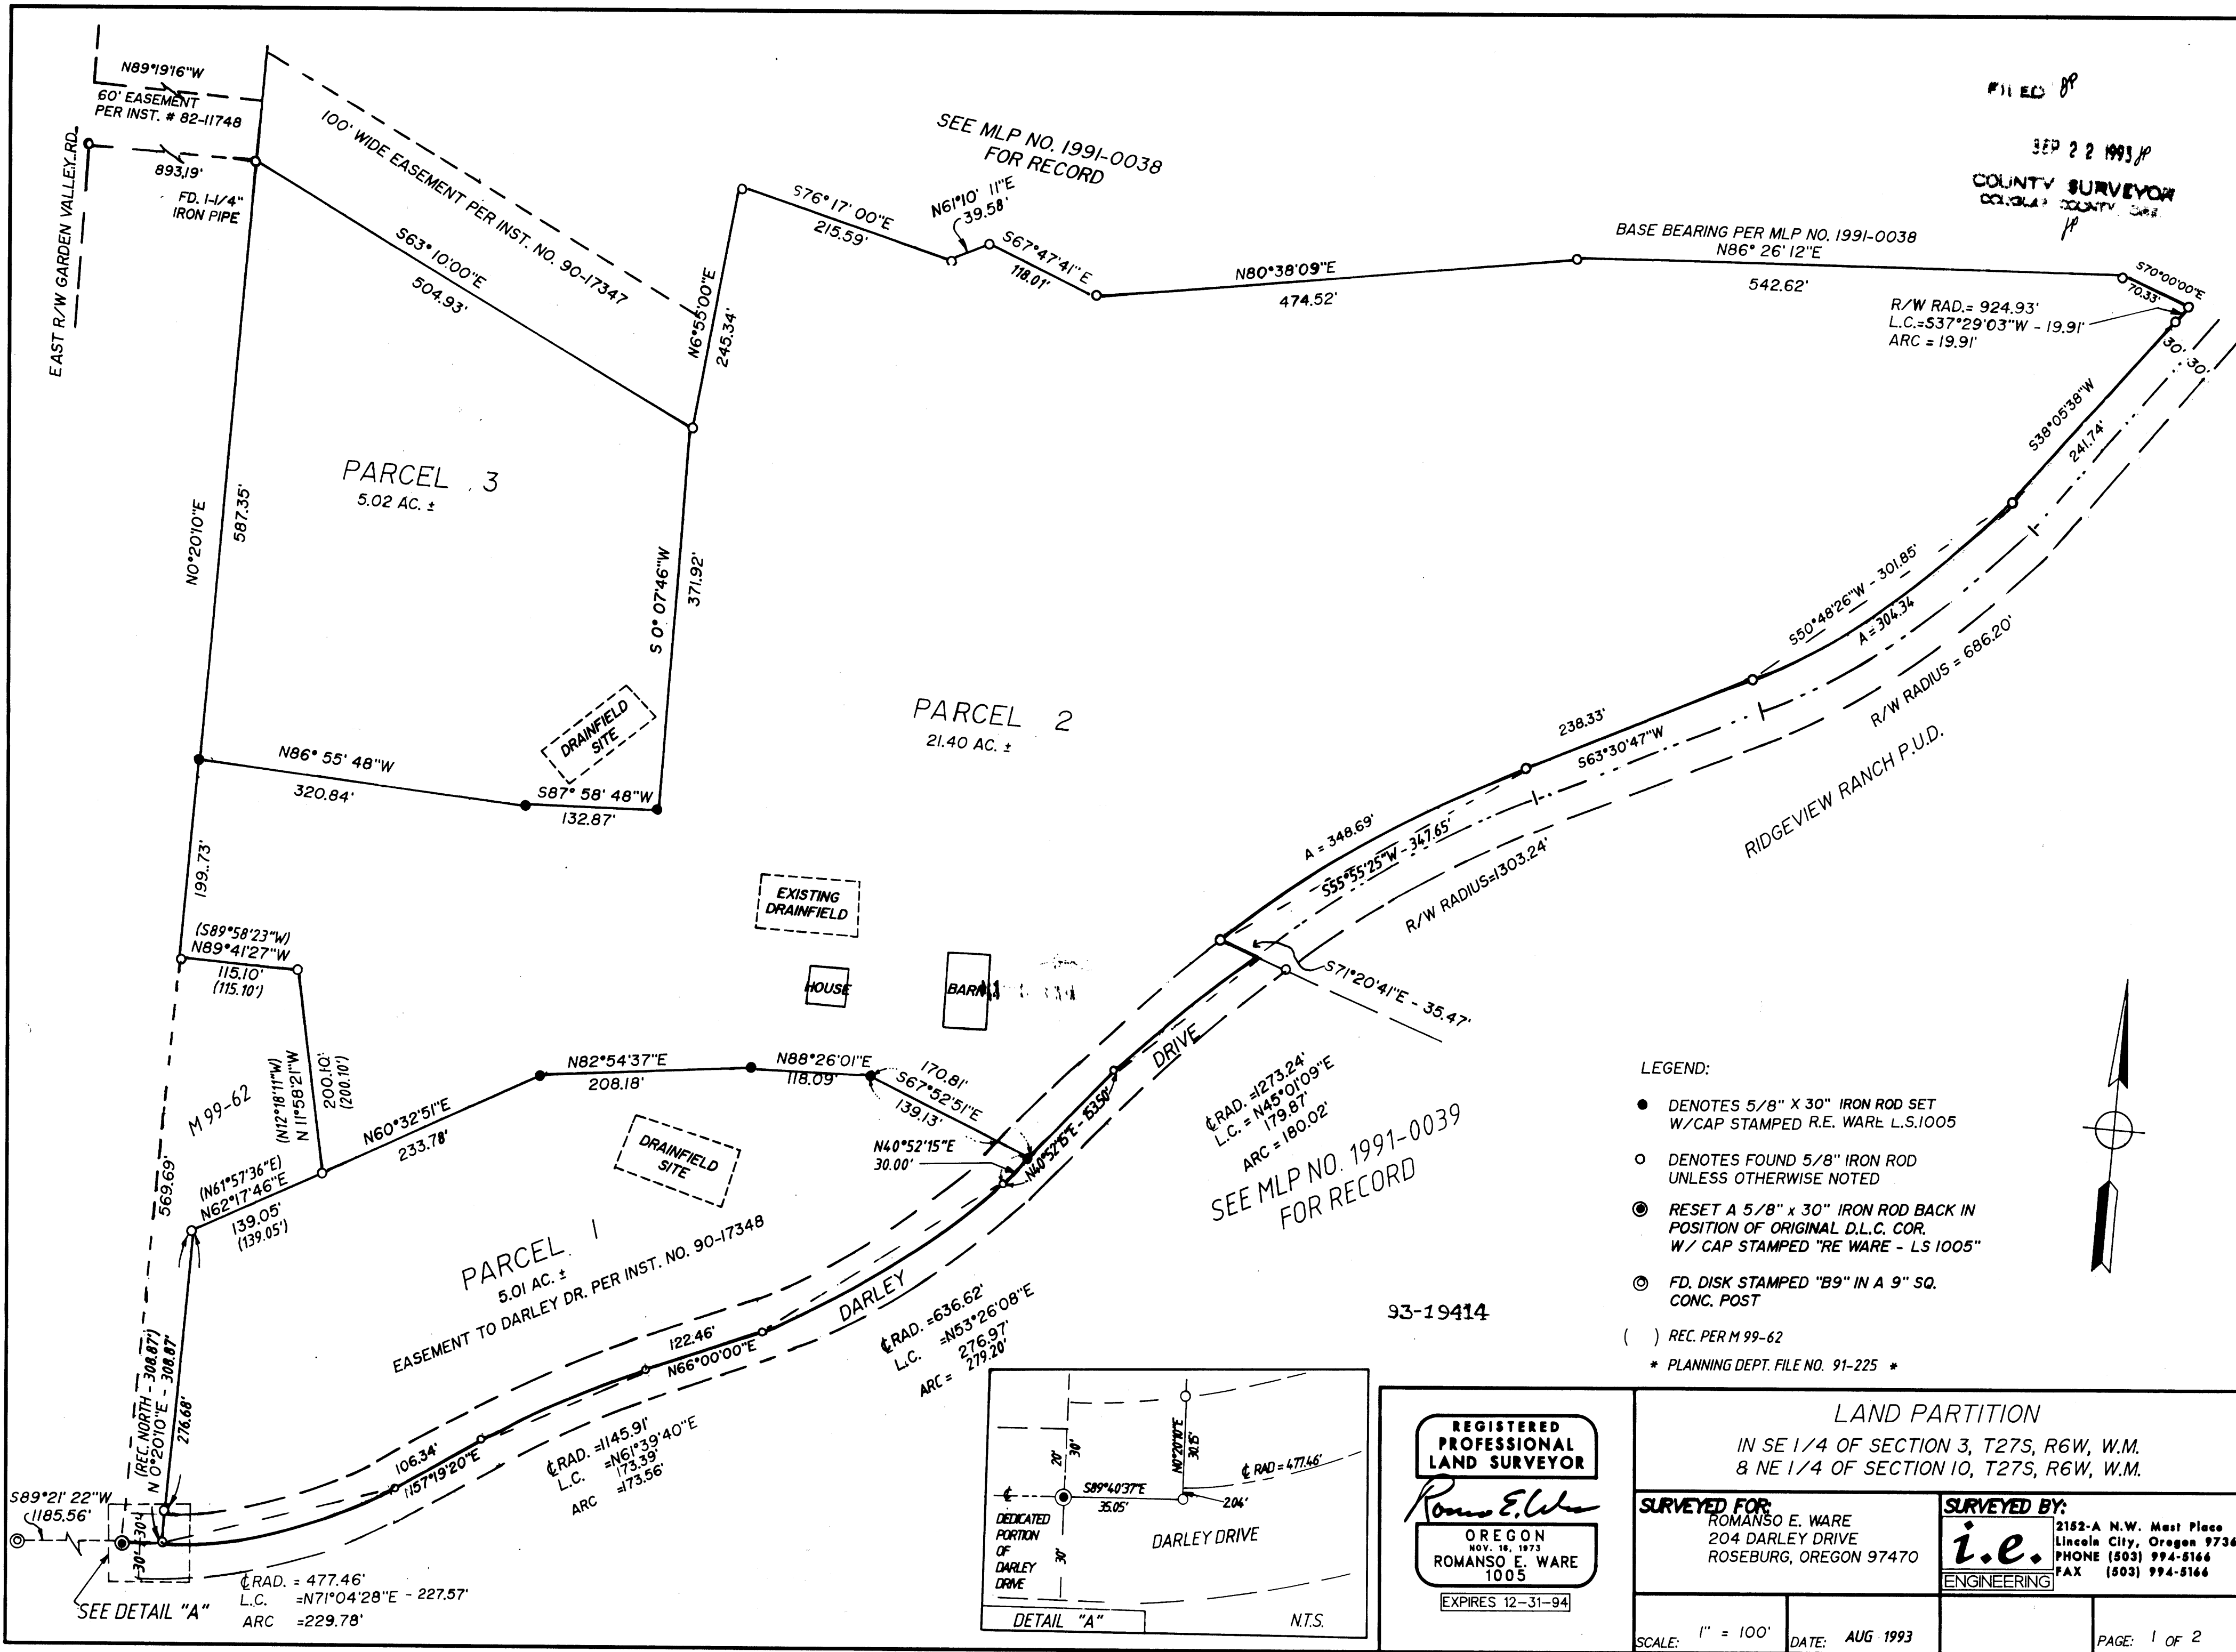 N89°19'16"W
60' EASEMENT
PER INST. # 82-11748
893.19'
FD. 1-1/4"
IRON PIPE
EAST R/W GARDEN VALLEY RD.
100' WIDE EASEMENT PER INST. NO. 90-17347
S63°10'00"E
504.93'
N6°55'00"E
245.34'
SEE MLP NO. 1991-0038
FOR RECORD
S76°17'00"E
215.59'
N61°10'11"E
39.58'
S67°47'41"E
118.01'
N80°38'09"E
474.52'
BASE BEARING PER MLP NO. 1991-0038
N86°26'12"E
542.62'
S70°00'00"E
70.33'
FILED
SEP 22 1993
COUNTY SURVEYOR
DOUGLAS COUNTY, ORE.
R/W RAD.= 924.93'
L.C.=S37°29'03"W - 19.91'
ARC = 19.91'
30' 30'
S38°05'38"W
241.74'
PARCEL 3
5.02 AC. ±
N0°20'10"E
587.35'
S 0°07'46"W
371.92'
DRAINFIELD
SITE
N86°55'48"W
320.84'
S87°58'48"W
132.87'
PARCEL 2
21.40 AC. ±
S50°48'26"W - 301.85'
A = 304.34
R/W RADIUS = 686.20'
RIDGEVIEW RANCH P.U.D.
238.33'
S63°30'47"W
A = 348.69'
S55°55'25"W - 347.65'
R/W RADIUS=1303.24'
S71°20'41"E - 35.47'
199.73'
(S89°58'23"W)
N89°41'27"W
115.10'
(115.10')
EXISTING
DRAINFIELD
HOUSE
BARN
M 99-62
(N12°18'11"W)
N 11°58'21"W
200.10'
(200.10')
569.69'
N60°32'51"E
233.78'
N82°54'37"E
208.18'
N88°26'01"E
118.09'
170.81'
S67°52'51"E
139.13'
N40°52'15"E
30.00'
N40°52'15"E - 153.50'
DRIVE
₵ RAD. =1273.24'
L.C. = N45°01'09"E
179.87'
ARC = 180.02'
SEE MLP NO. 1991-0039
FOR RECORD
(N61°57'36"E)
N62°17'46"E
139.05'
(139.05')
DRAINFIELD
SITE
PARCEL 1
5.01 AC. ±
EASEMENT TO DARLEY DR. PER INST. NO. 90-17348
DARLEY
(REC. NORTH - 308.87')
N 0°20'10"E - 308.87'
276.68'
122.46'
N66°00'00"E
₵ RAD. =636.62'
L.C. =N53°26'08"E
276.97'
ARC = 279.20'
106.34'
N57°19'20"E
₵ RAD. =1145.91'
L.C. =N61°39'40"E
173.39'
ARC =173.56'
S89°21'22"W
1185.56'
30' 30'
SEE DETAIL "A"
₵ RAD. = 477.46'
L.C. =N71°04'28"E - 227.57'
ARC =229.78'
LEGEND:
● DENOTES 5/8" X 30" IRON ROD SET
W/CAP STAMPED R.E. WARE L.S.1005
○ DENOTES FOUND 5/8" IRON ROD
UNLESS OTHERWISE NOTED
◉ RESET A 5/8" x 30" IRON ROD BACK IN
POSITION OF ORIGINAL D.L.C. COR.
W/ CAP STAMPED "RE WARE - LS 1005"
◎ FD. DISK STAMPED "B9" IN A 9" SQ.
CONC. POST
( ) REC. PER M 99-62
* PLANNING DEPT. FILE NO. 91-225 *
93-19414
20' 30'
N0°20'10"E
30.15'
₵ RAD = 477.46'
₵
S89°40'37"E
35.05'
2.04'
DEDICATED
PORTION
OF
DARLEY
DRIVE
30'
DARLEY DRIVE
DETAIL "A"
N.T.S.
REGISTERED
PROFESSIONAL
LAND SURVEYOR
OREGON
NOV. 18, 1973
ROMANSO E. WARE
1005
EXPIRES 12-31-94
LAND PARTITION
IN SE 1/4 OF SECTION 3, T27S, R6W, W.M.
& NE 1/4 OF SECTION 10, T27S, R6W, W.M.
SURVEYED FOR:
ROMANSO E. WARE
204 DARLEY DRIVE
ROSEBURG, OREGON 97470
SURVEYED BY:
i.e.
ENGINEERING
2152-A N.W. Mast Place
Lincoln City, Oregon 9736
PHONE (503) 994-5166
FAX (503) 994-5166
SCALE: 1" = 100'
DATE: AUG 1993
PAGE: 1 OF 2